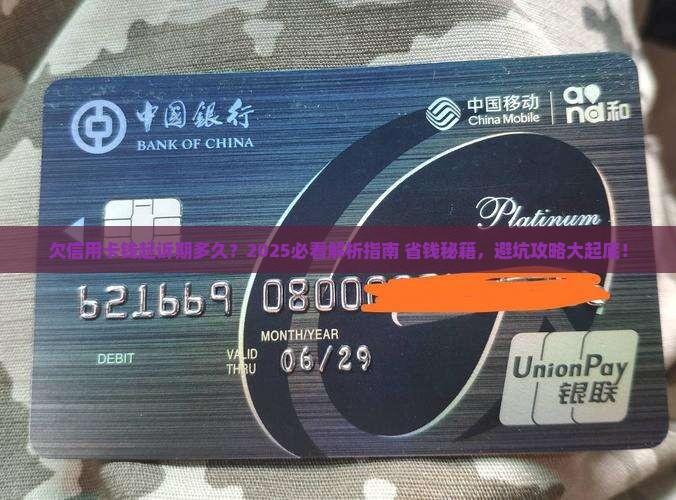 中国银行
BANK OF CHINA
中国移动
China Mobile
and和
Platinum
欠信用卡钱起诉期多久？2025必看解析指南 省钱秘籍，避坑攻略大起底！
621669 0800
MONTH/YEAR
DEBIT
VALID
THRU
06/29
UnionPay
银联